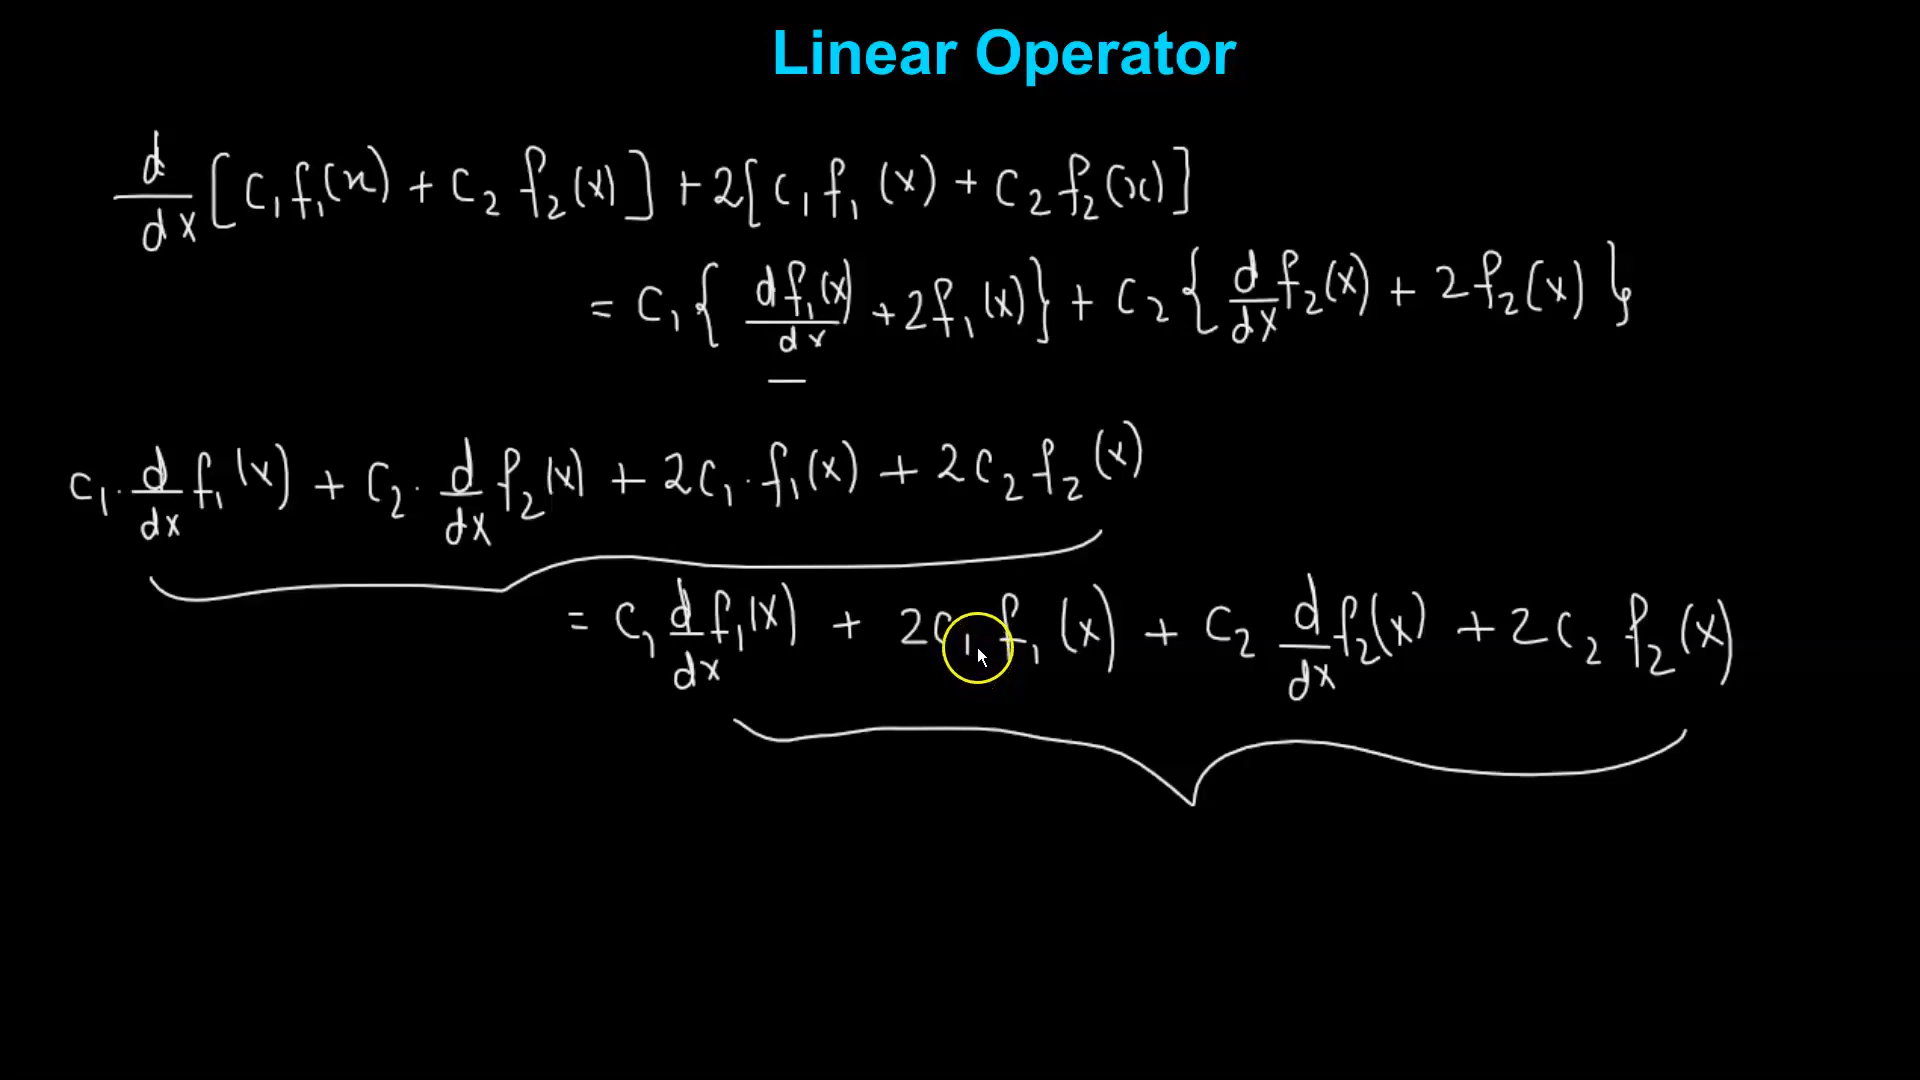 Linear Operator
d/dx [c₁f₁(x) + c₂ f₂(x)] + 2[c₁ f₁ (x) + c₂ f₂(x)]
= c₁ { df₁(x)/dx + 2f₁(x)} + c₂ { d/dx f₂(x) + 2f₂(x) }
c₁ · d/dx f₁(x) + c₂ · d/dx f₂(x) + 2c₁ · f₁(x) + 2c₂ f₂(x)
= c₁ d/dx f₁(x) + 2c₁ f₁(x) + c₂ d/dx f₂(x) + 2c₂ f₂(x)